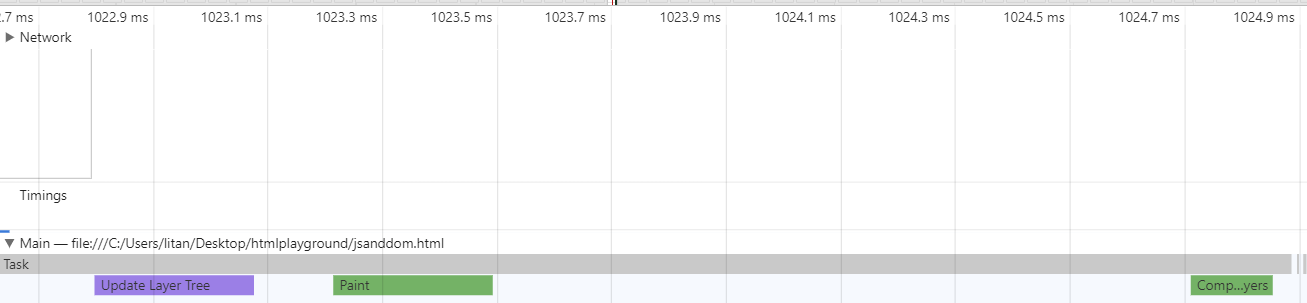 .7 ms 1022.9 ms 1023.1 ms 1023.3 ms 1023.5 ms 1023.7 ms 1023.9 ms 1024.1 ms 1024.3 ms 1024.5 ms 1024.7 ms 1024.9 ms
Network
Timings
Main — file:///C:/Users/litan/Desktop/htmlplayground/jsanddom.html
Task
Update Layer Tree Paint Comp...yers